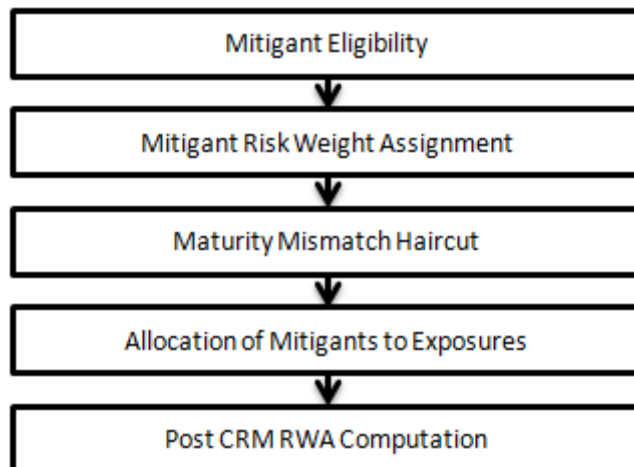 Mitigant Eligibility
Mitigant Risk Weight Assignment
Maturity Mismatch Haircut
Allocation of Mitigants to Exposures
Post CRM RWA Computation